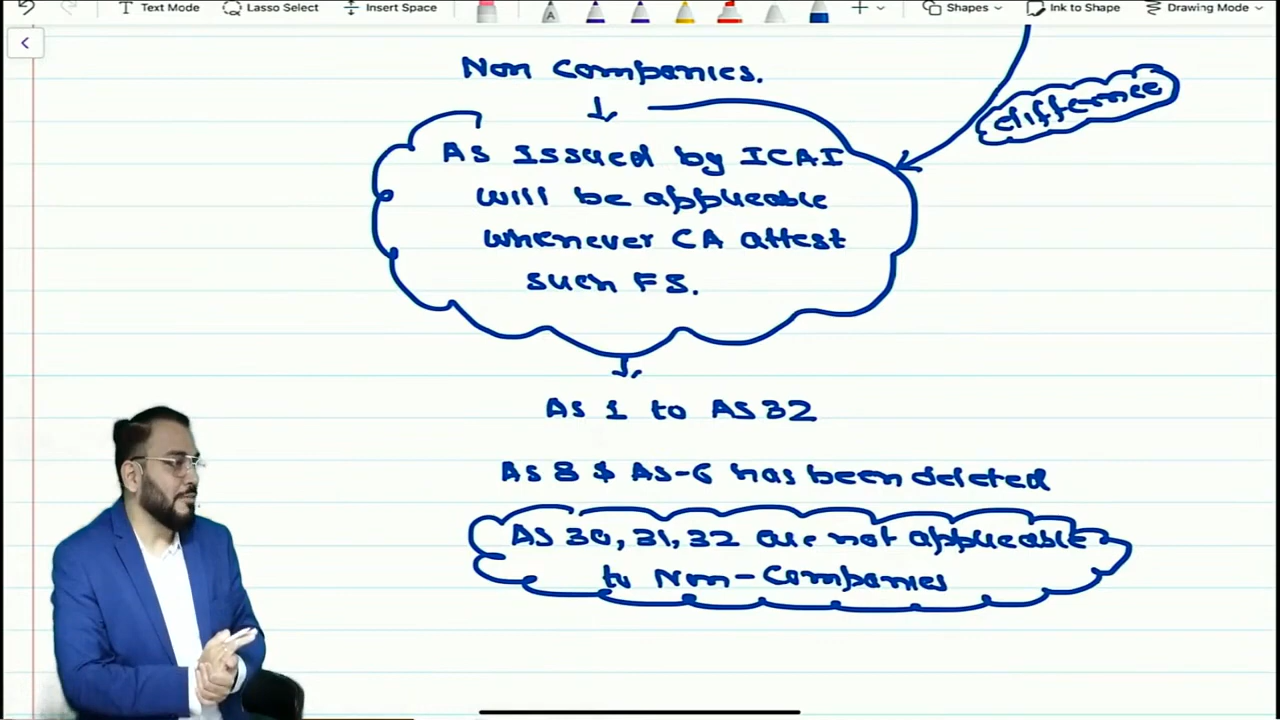 Text Mode Lasso Select Insert Space Shapes Ink to Shape Drawing Mode
Non Companies.
difference
As Issued by ICAI
will be applicable
whenever CA attest
such FS.
As 1 to AS 32
As 8 & As-6 has been deleted
As 30, 31, 32 are not applicable
to Non-Companies